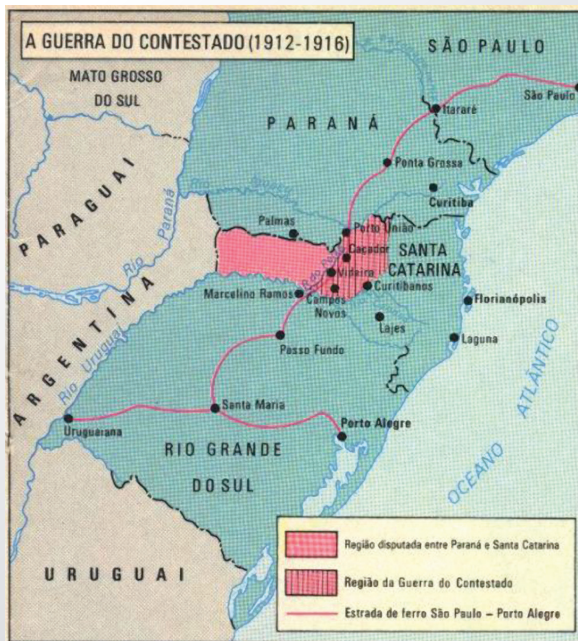 A GUERRA DO CONTESTADO (1912-1916)
SÃO PAULO
MATO GROSSO
DO SUL
São Paulo
Itararé
PARANÁ
Ponta Grossa
PARAGUAI
Rio Paraná
Curitiba
Iguaçu
Palmas
Porto União
Caçador
SANTA
CATARINA
Videira
Rio Paraná
Marcelino Ramos
Campos
Novos
Curitibanos
Florianópolis
Lajes
ARGENTINA
Rio Uruguai
Passo Fundo
Laguna
Santa Maria
Uruguaiana
Porto Alegre
RIO GRANDE
DO SUL
OCEANO ATLÂNTICO
URUGUAI
Região disputada entre Paraná e Santa Catarina
Região da Guerra do Contestado
Estrada de ferro São Paulo – Porto Alegre